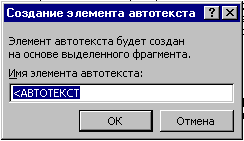 Создание элемента автотекста
Элемент автотекста будет создан
на основе выделенного фрагмента.
Имя элемента автотекста:
<АВТОТЕКСТ
ОК
Отмена